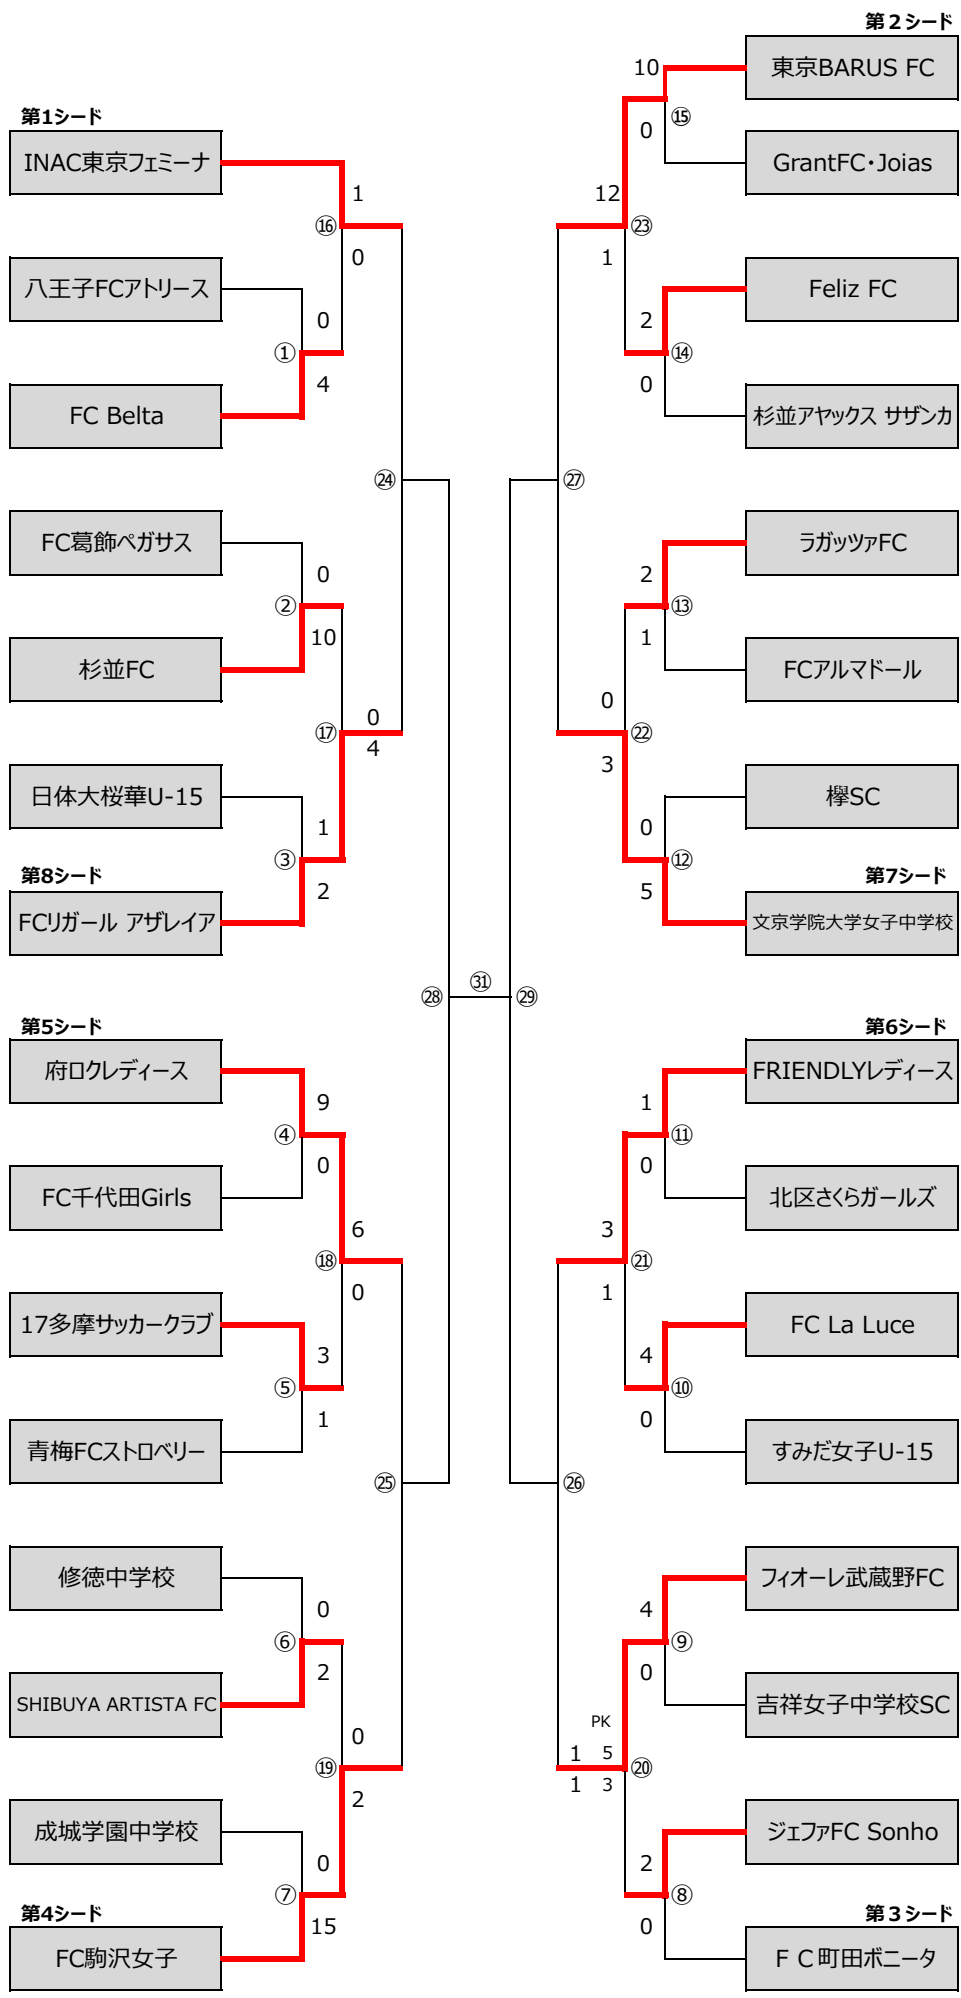 第２シード
10
東京BARUS FC
第1シード
⑮
0
INAC東京フェミーナ
GrantFC・Joias
1
12
⑯
㉓
0
1
八王子FCアトリース
Feliz FC
0
2
①
⑭
4
0
FC Belta
杉並アヤックス サザンカ
㉔
㉗
FC葛飾ペガサス
ラガッツァFC
0
2
②
⑬
10
1
杉並FC
FCアルマドール
0
0
⑰
㉒
4
3
日体大桜華U-15
欅SC
1
0
③
⑫
第8シード
2
5
第7シード
FCリガール アザレイア
文京学院大学女子中学校
㉛
㉘
㉙
第5シード
第6シード
府ロクレディース
FRIENDLYレディース
9
1
④
⑪
0
0
FC千代田Girls
北区さくらガールズ
6
3
⑱
㉑
0
1
17多摩サッカークラブ
FC La Luce
3
4
⑤
⑩
1
0
青梅FCストロベリー
すみだ女子U-15
㉕
㉖
修徳中学校
フィオーレ武蔵野FC
0
4
⑥
⑨
2
0
SHIBUYA ARTISTA FC
吉祥女子中学校SC
PK
0
1 5
⑲
⑳
2
1 3
成城学園中学校
ジェファFC Sonho
0
2
⑦
⑧
第4シード
15
0
第３シード
FC駒沢女子
ＦＣ町田ボニータ